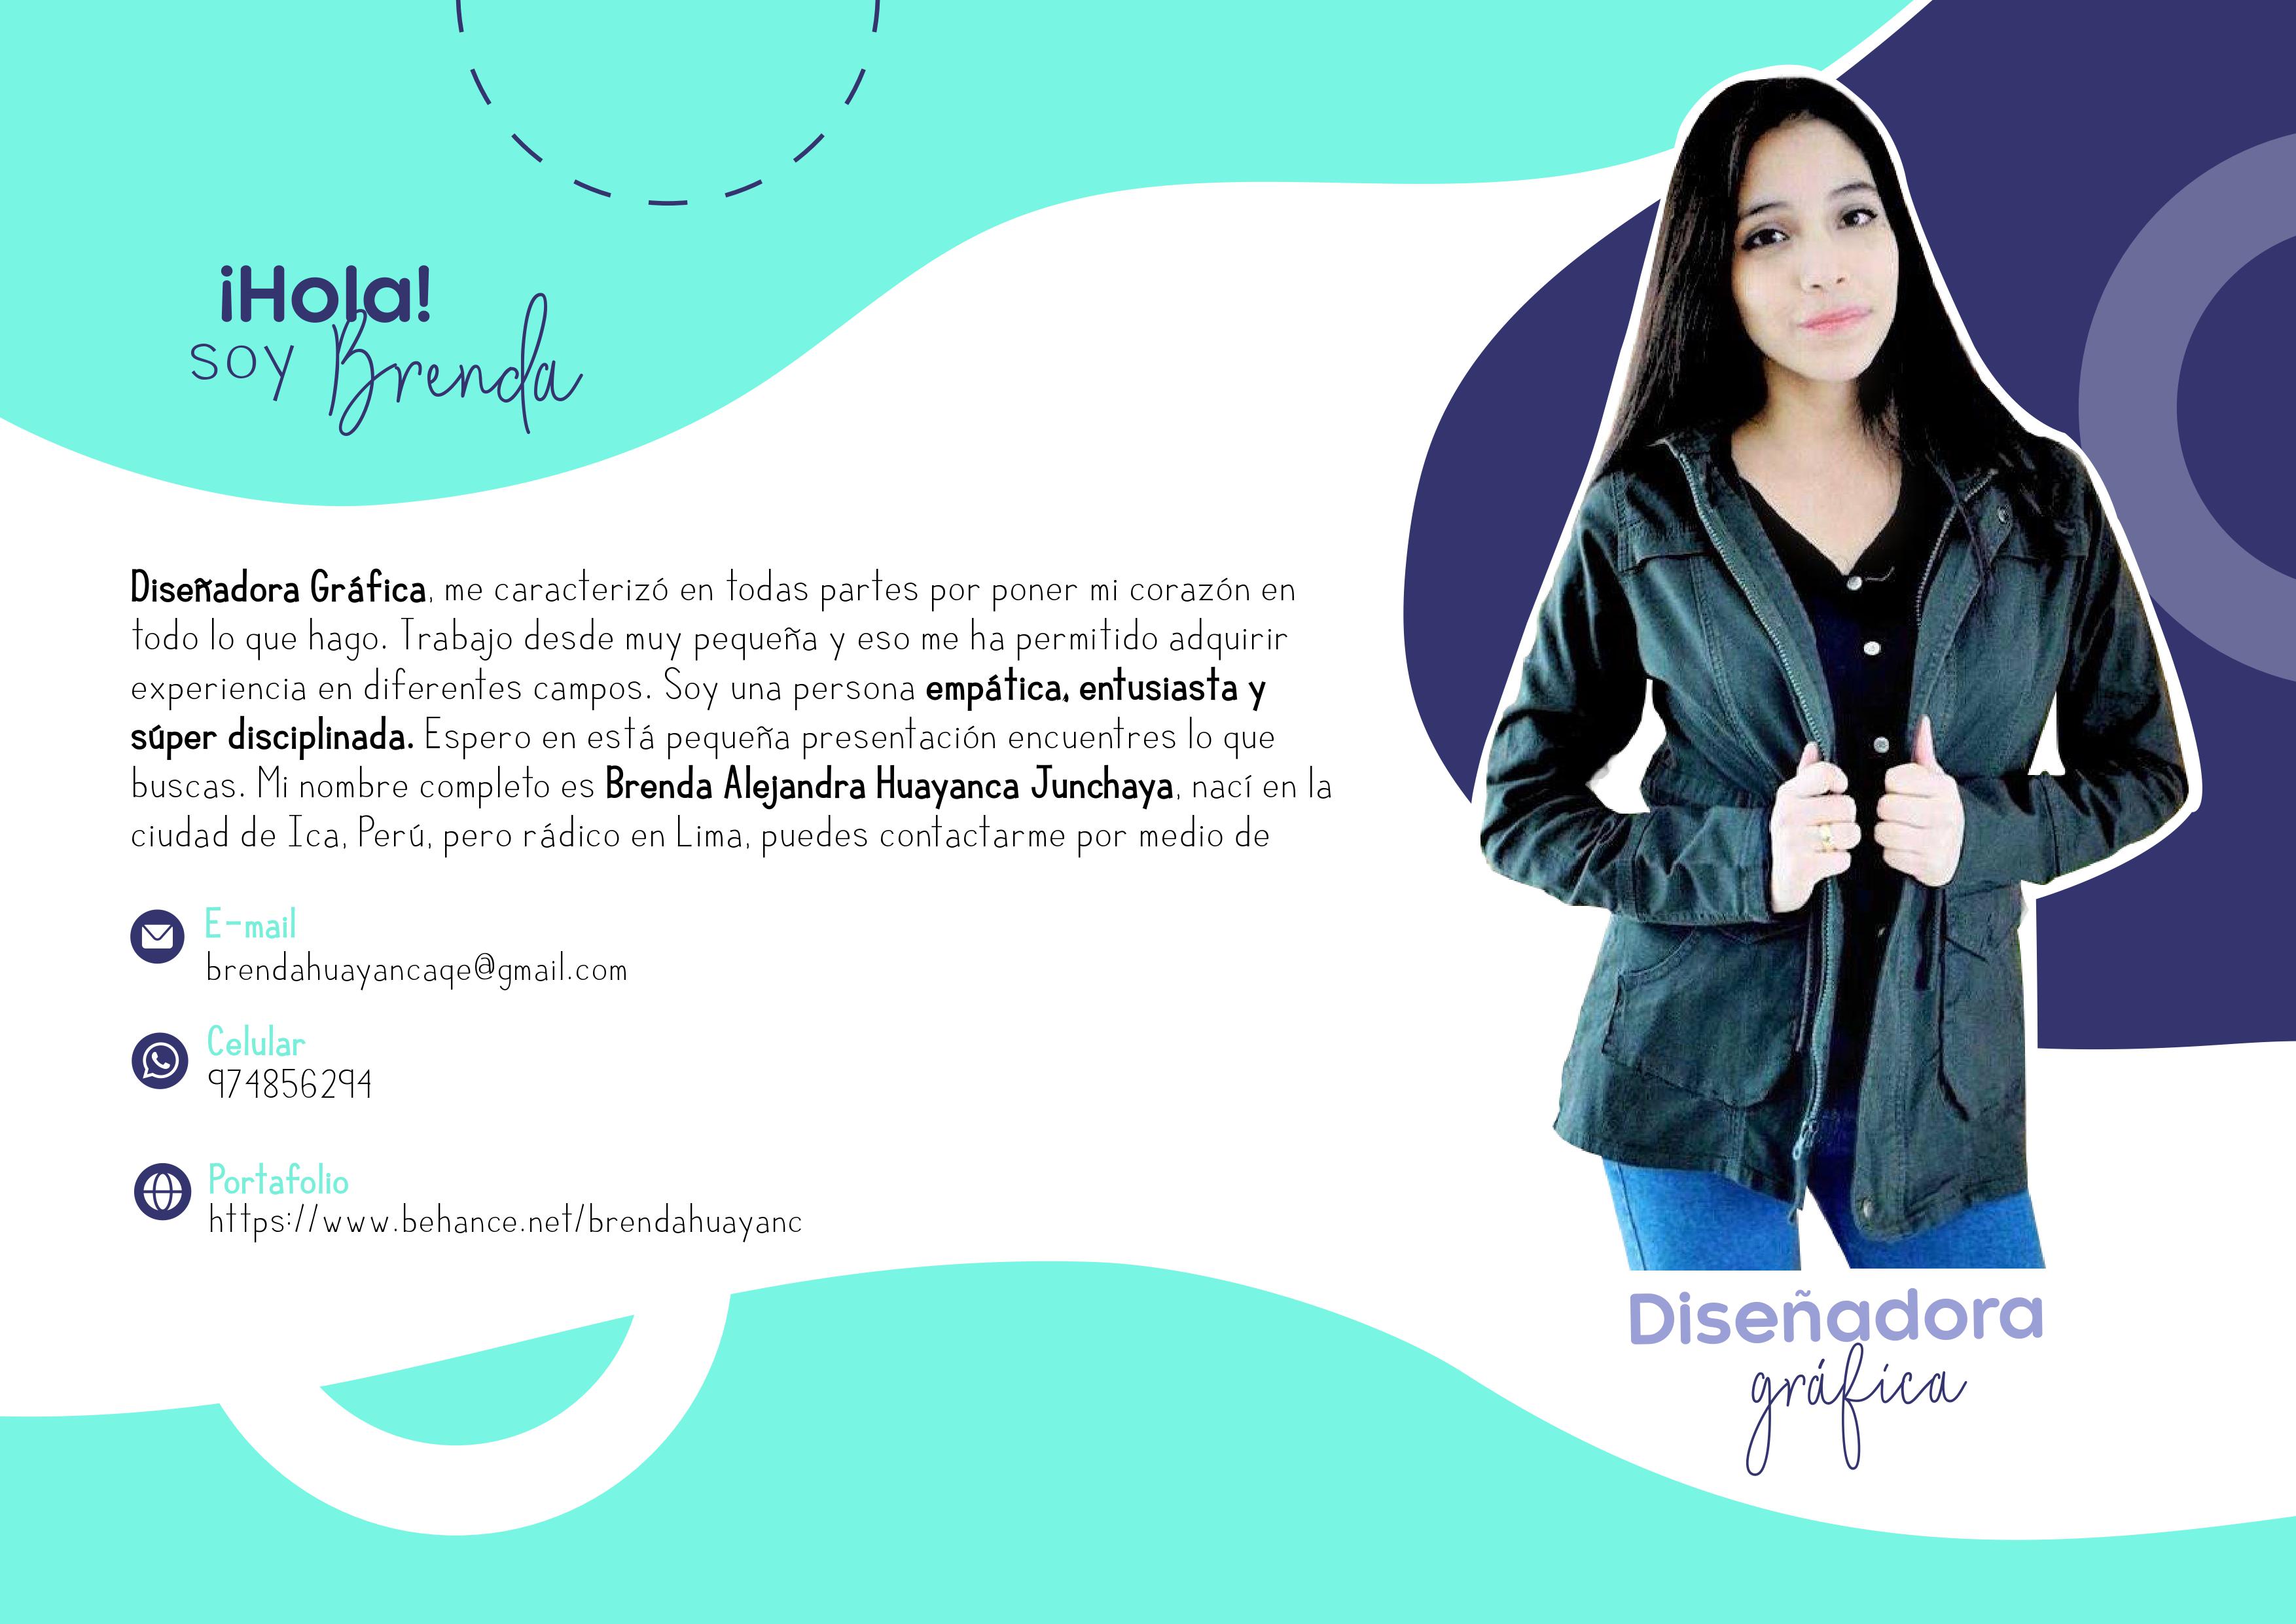 ¡Hola!
soy Brenda
Diseñadora Gráfica, me caracterizó en todas partes por poner mi corazón en
todo lo que hago. Trabajo desde muy pequeña y eso me ha permitido adquirir
experiencia en diferentes campos. Soy una persona empática, entusiasta y
súper disciplinada. Espero en está pequeña presentación encuentres lo que
buscas. Mi nombre completo es Brenda Alejandra Huayanca Junchaya, nací en la
ciudad de Ica, Perú, pero rádico en Lima, puedes contactarme por medio de
E-mail
brendahuayancaqe@gmail.com
Celular
974856294
Portafolio
https://www.behance.net/brendahuayanc
Diseñadora
gráfica